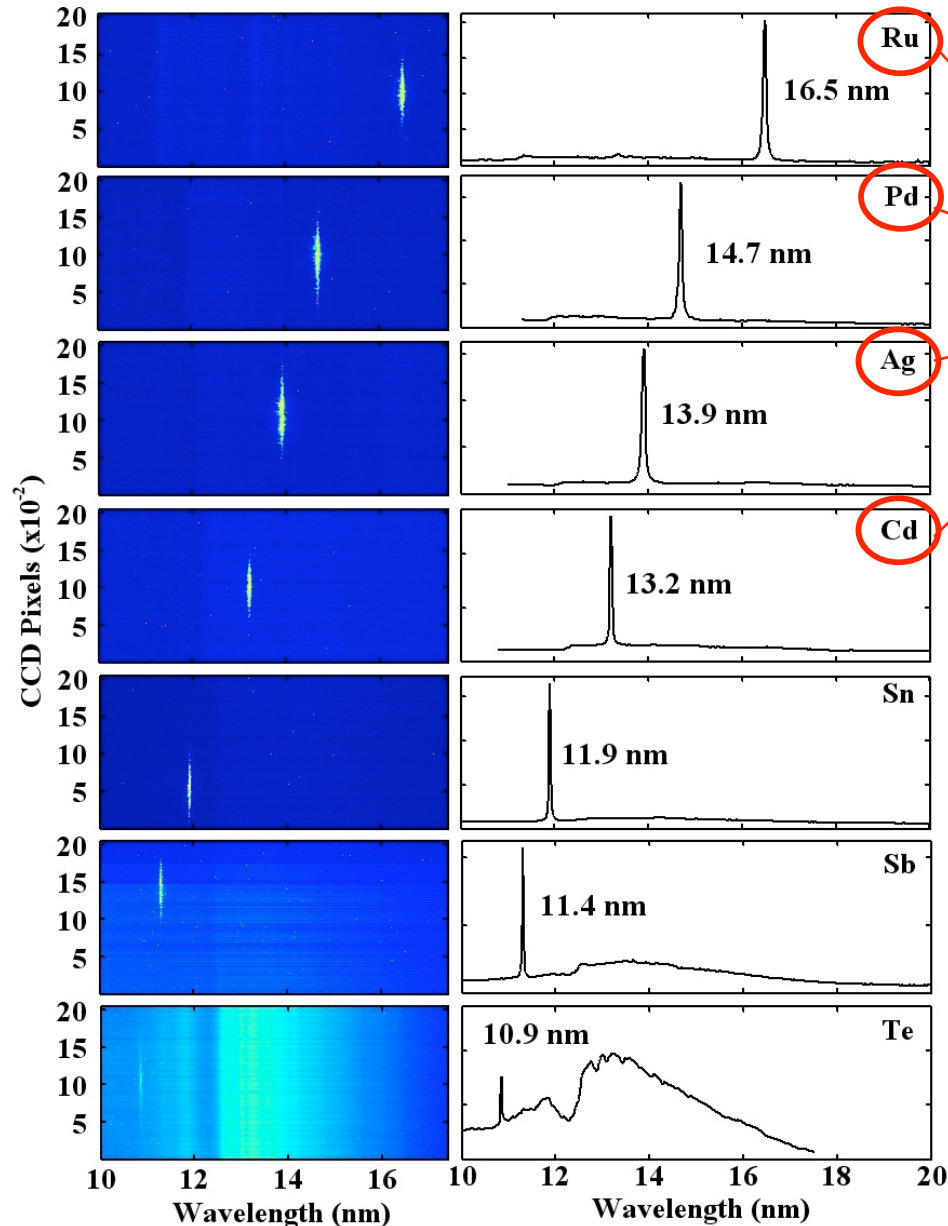 20
15
10
5
Ru
16.5 nm
20
15
10
5
Pd
14.7 nm
20
15
10
5
Ag
13.9 nm
CCD Pixels (x10⁻²)
20
15
10
5
Cd
13.2 nm
20
15
10
5
Sn
11.9 nm
20
15
10
5
Sb
11.4 nm
20
15
10
5
Te
10.9 nm
10 12 14 16 10 12 14 16 18 20
Wavelength (nm) Wavelength (nm)